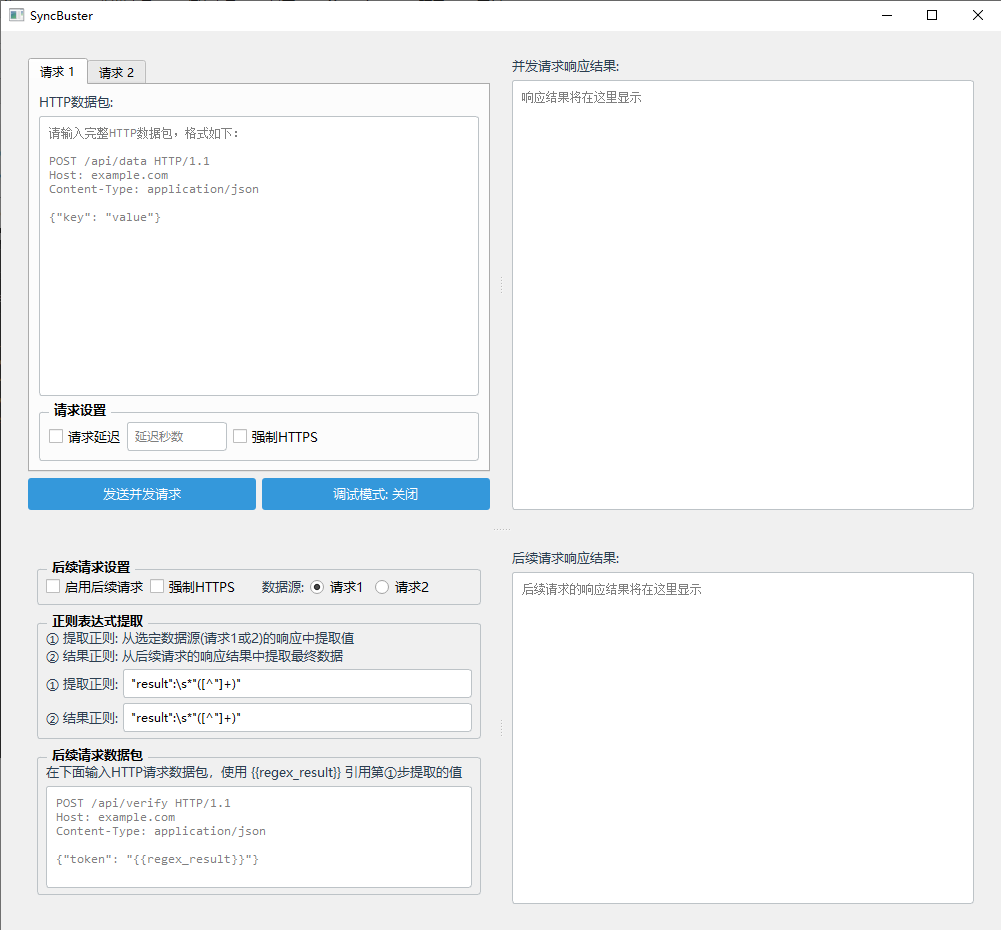 SyncBuster
请求 1
请求 2
HTTP数据包:
请输入完整HTTP数据包，格式如下:
POST /api/data HTTP/1.1
Host: example.com
Content-Type: application/json
{"key": "value"}
请求设置
请求延迟
延迟秒数
强制HTTPS
发送并发请求
调试模式: 关闭
并发请求响应结果:
响应结果将在这里显示
后续请求设置
启用后续请求
强制HTTPS
数据源:
请求1
请求2
正则表达式提取
① 提取正则: 从选定数据源(请求1或2)的响应中提取值
② 结果正则: 从后续请求的响应结果中提取最终数据
① 提取正则: "result":\s*"([^"]+)"
② 结果正则: "result":\s*"([^"]+)"
后续请求数据包
在下面输入HTTP请求数据包，使用 {{regex_result}} 引用第①步提取的值
POST /api/verify HTTP/1.1
Host: example.com
Content-Type: application/json
{"token": "{{regex_result}}"}
后续请求响应结果:
后续请求的响应结果将在这里显示